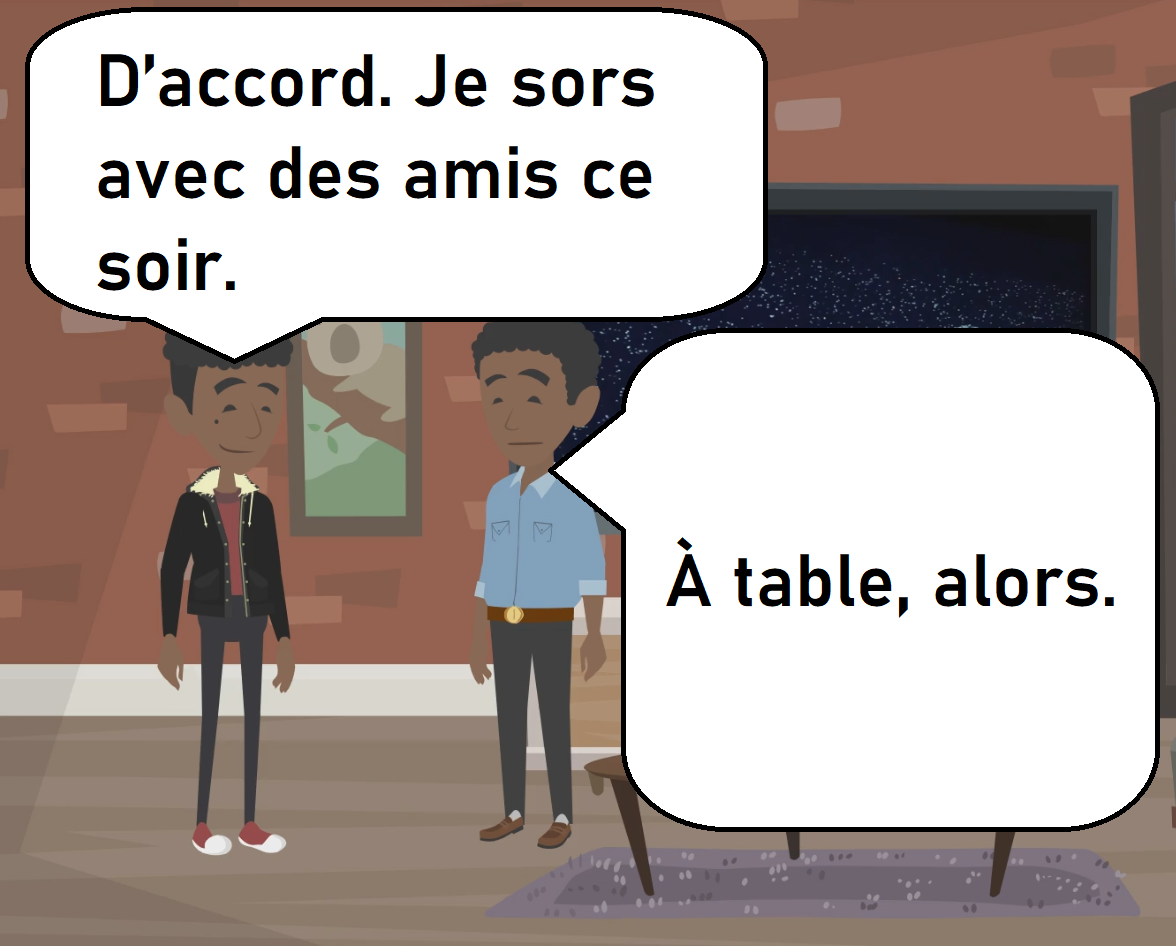 D’accord. Je sors
avec des amis ce
soir.
À table, alors.